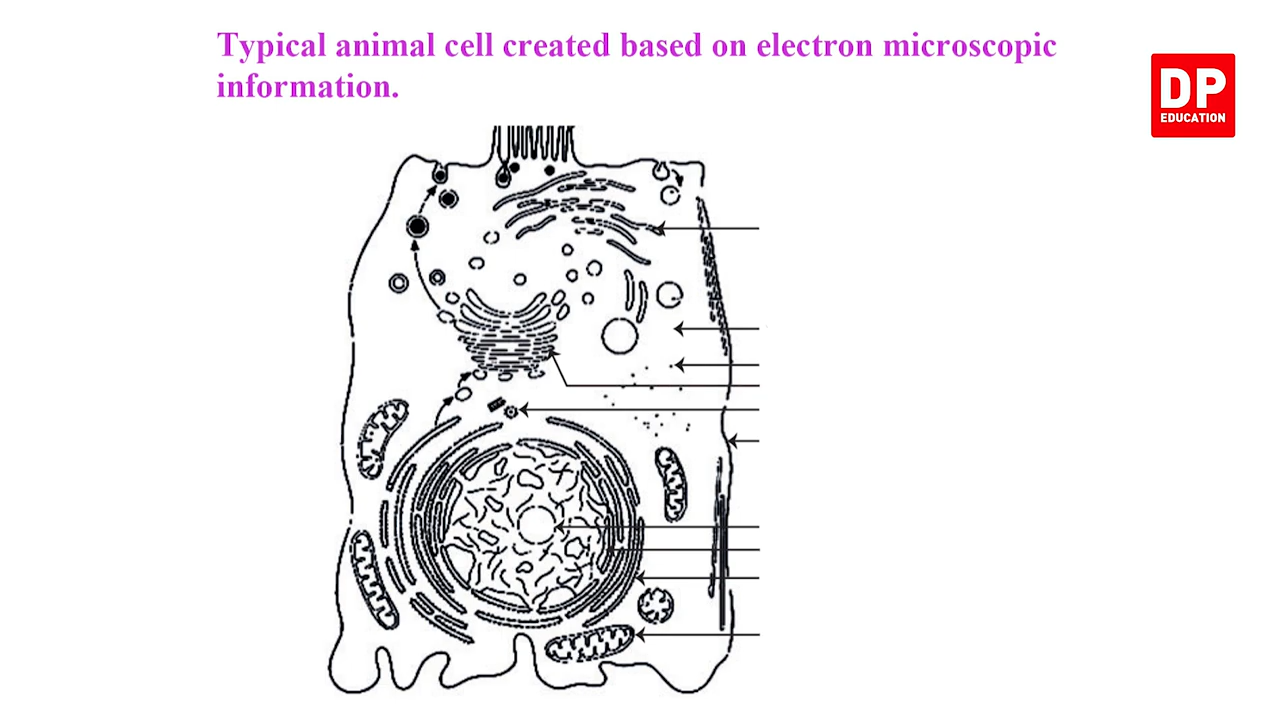 Typical animal cell created based on electron microscopic
information.
DP
EDUCATION